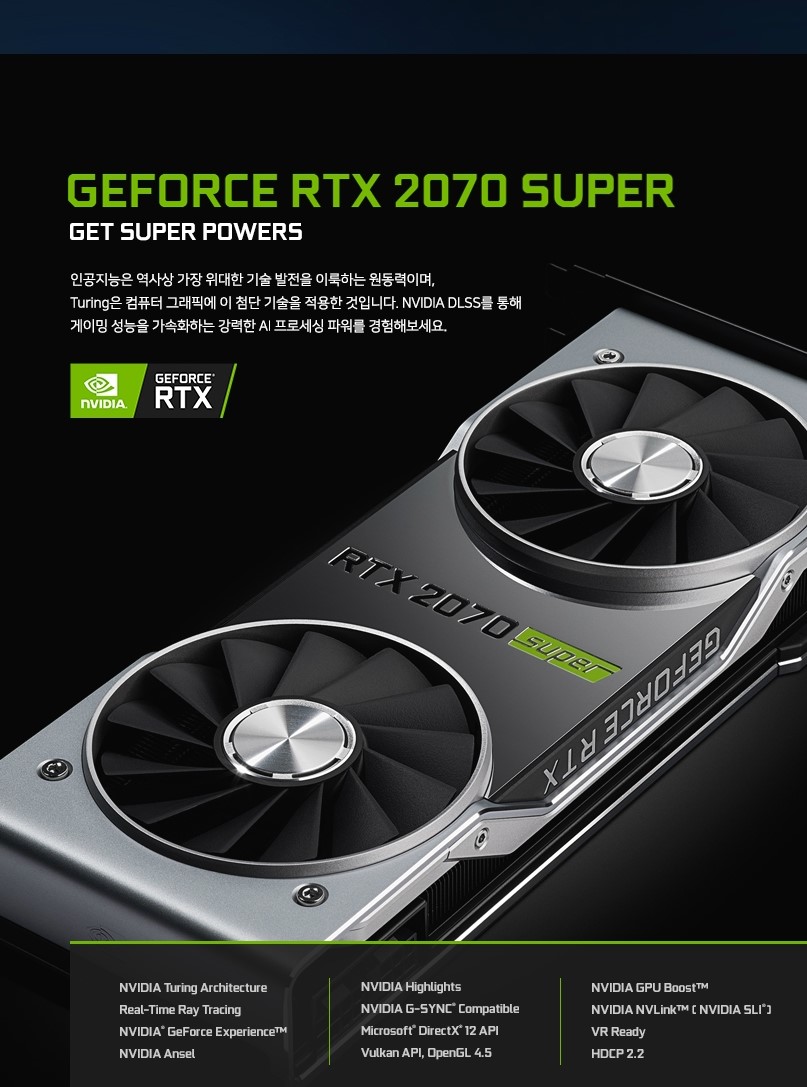 GEFORCE RTX 2070 SUPER
GET SUPER POWERS
인공지능은 역사상 가장 위대한 기술 발전을 이룩하는 원동력이며,
Turing은 컴퓨터 그래픽에 이 첨단 기술을 적용한 것입니다. NVIDIA DLSS를 통해
게이밍 성능을 가속화하는 강력한 AI 프로세싱 파워를 경험해보세요.
NVIDIA. GEFORCE® RTX
RTX 2070 super
GEFORCE RTX
NVIDIA Turing Architecture
Real-Time Ray Tracing
NVIDIA® GeForce Experience™
NVIDIA Ansel
NVIDIA Highlights
NVIDIA G-SYNC® Compatible
Microsoft® DirectX® 12 API
Vulkan API, OpenGL 4.5
NVIDIA GPU Boost™
NVIDIA NVLink™ ( NVIDIA SLI® )
VR Ready
HDCP 2.2